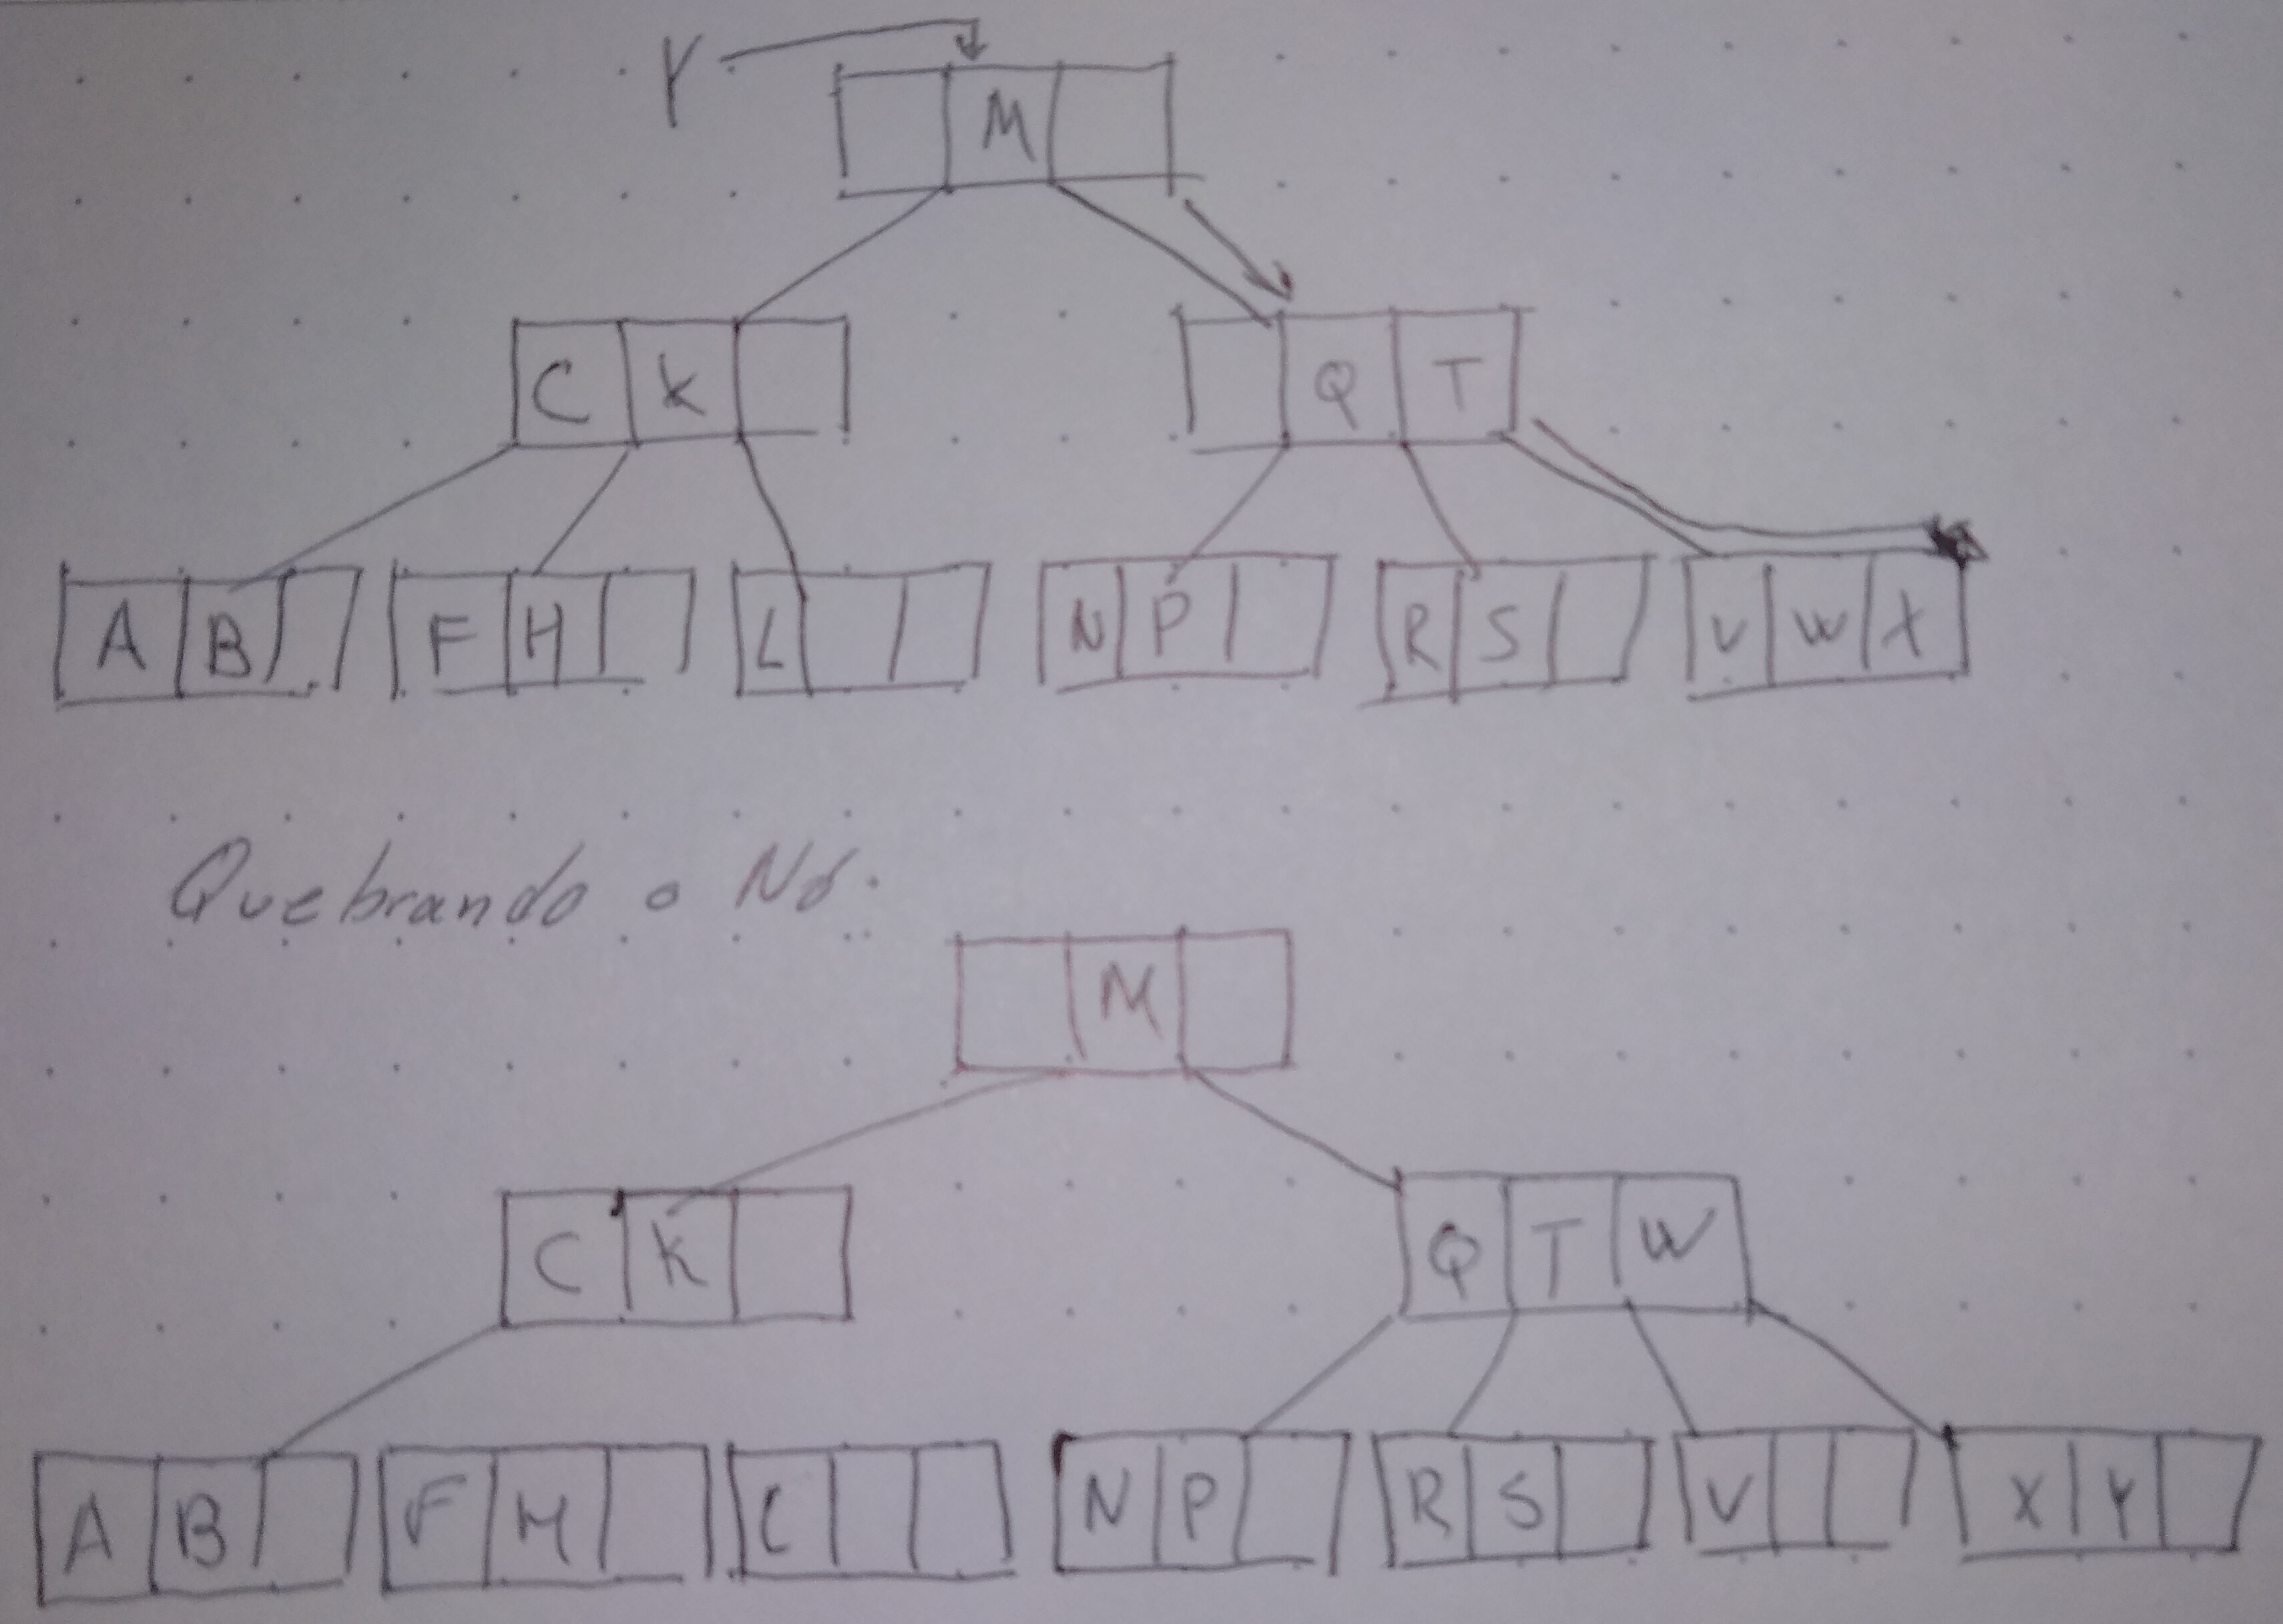 Y
M
C K Q T
A B F H L N P R S V W X
Quebrando o Nó.
M
C K Q T W
A B F H L N P R S V X Y